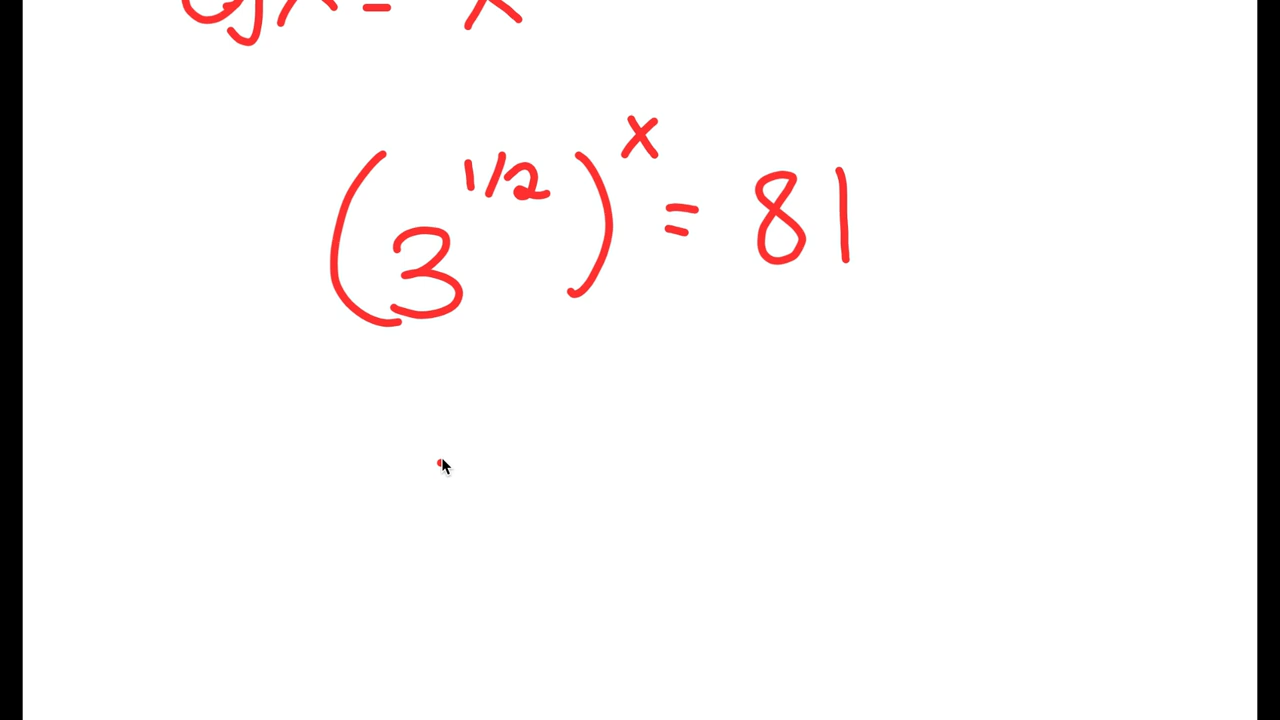 (3^{1/2})^x = 81